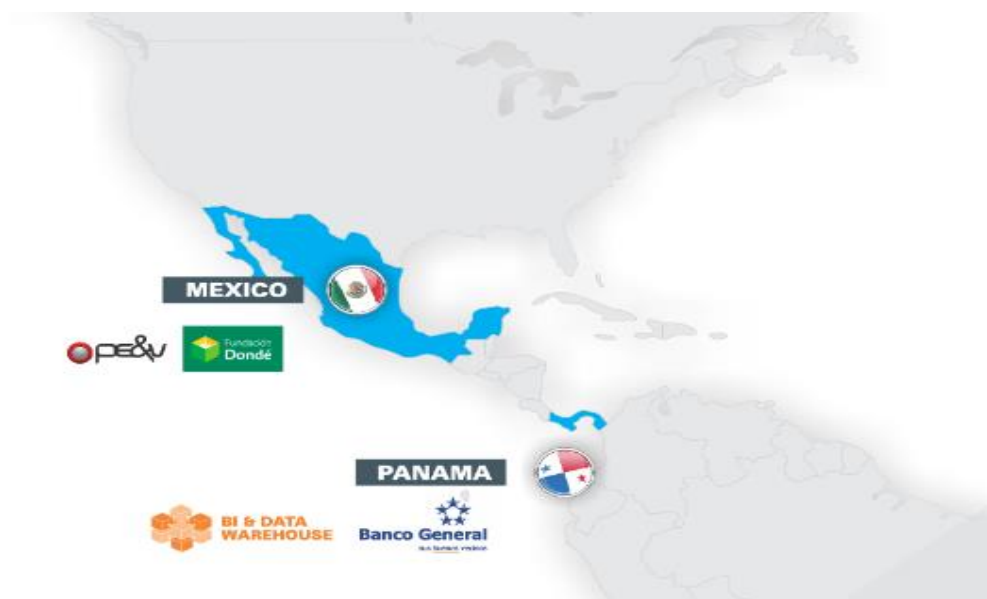 MEXICO
PE&V
Fundación
Dondé
PANAMA
BI & DATA
WAREHOUSE
Banco General